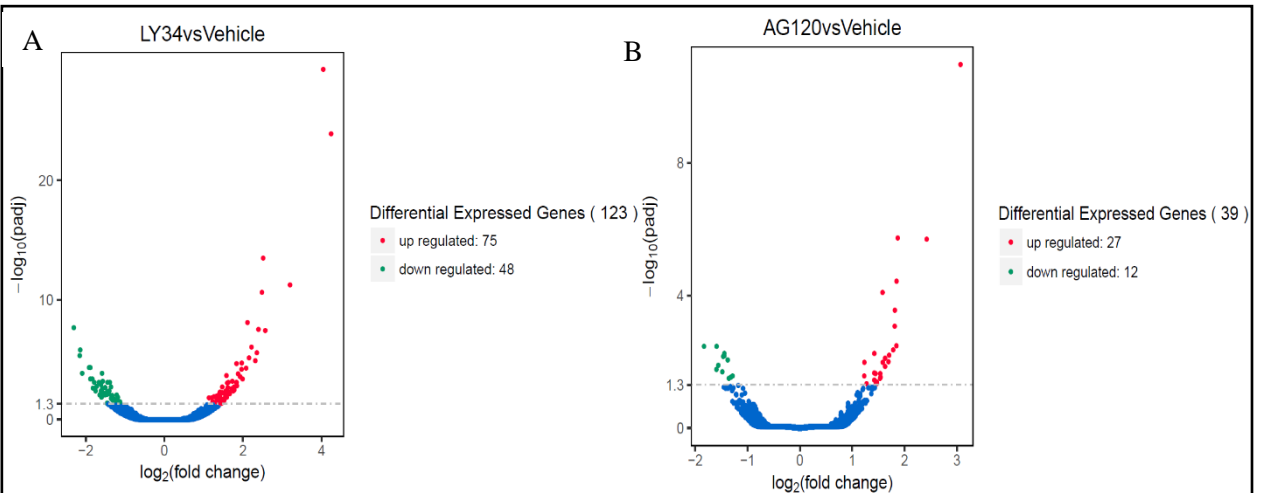 A
LY34vsVehicle
−log10(padj)
20
10
1.3
0
−2
0
2
4
log2(fold change)
Differential Expressed Genes ( 123 )
up regulated: 75
down regulated: 48
B
AG120vsVehicle
−log10(padj)
8
4
1.3
0
−2
−1
0
1
2
3
log2(fold change)
Differential Expressed Genes ( 39 )
up regulated: 27
down regulated: 12